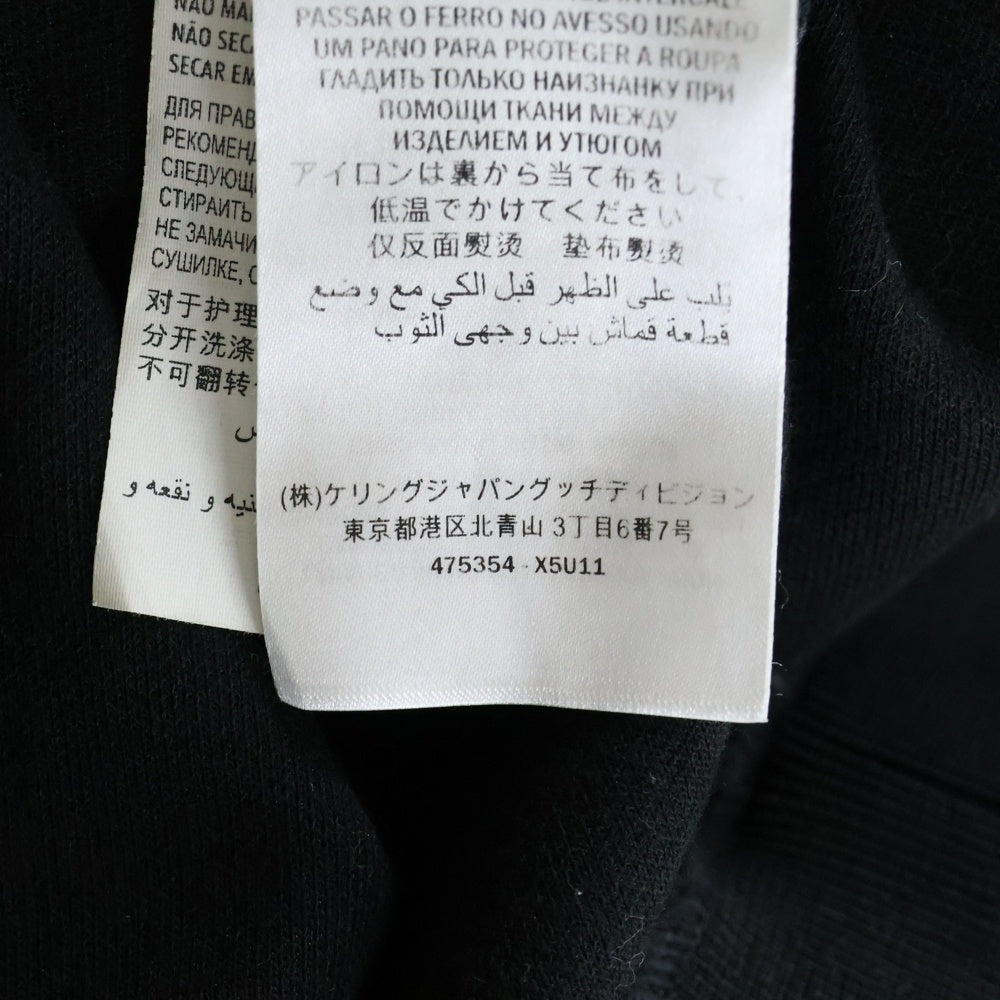 NÃO
NÃO
SECAR
ДЛЯ
СЛЕДУЮЩ
СТИРАИТЬ
НЕ ЗАМАЧИ
СУШИЛКЕ,
对于护理
分开洗涤
不可翻转
نيه و نقعه و
PASSAR O FERRO NO AVESSO USANDO
UM PANO PARA PROTEGER A ROUPA
ГЛАДИТЬ ТОЛЬКО НАИЗНАНКУ ПРИ
ПОМОЩИ ТКАНИ МЕЖДУ
ИЗДЕЛИЕМ И УТЮГОМ
アイロンは裏から当て布をして、
低温でかけてください
仅反面熨烫 垫布熨烫
يقلب على الظهر قبل الكي مع وضع
قطعة قماش بين وجهى الثوب
(株)ケリングジャパングッチディビジョン
東京都港区北青山 3丁目6番7号
475354 · X5U11